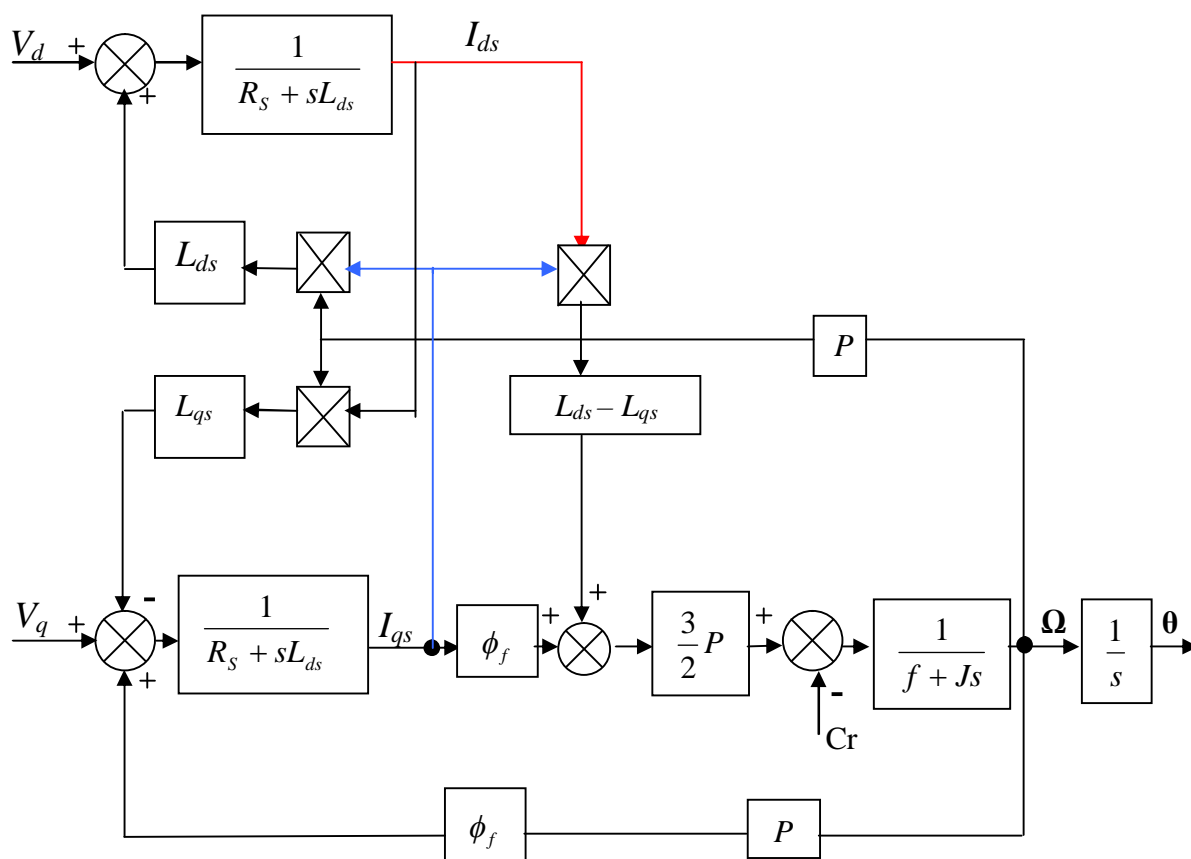 V_d + 1 I_ds
R_S + sL_ds
+
L_ds
P
L_qs L_ds – L_qs
V_q + - 1 I_qs + + 3/2 P + 1 Ω 1/s θ
R_S + sL_ds ϕ_f f + Js
+ -
Cr
ϕ_f P